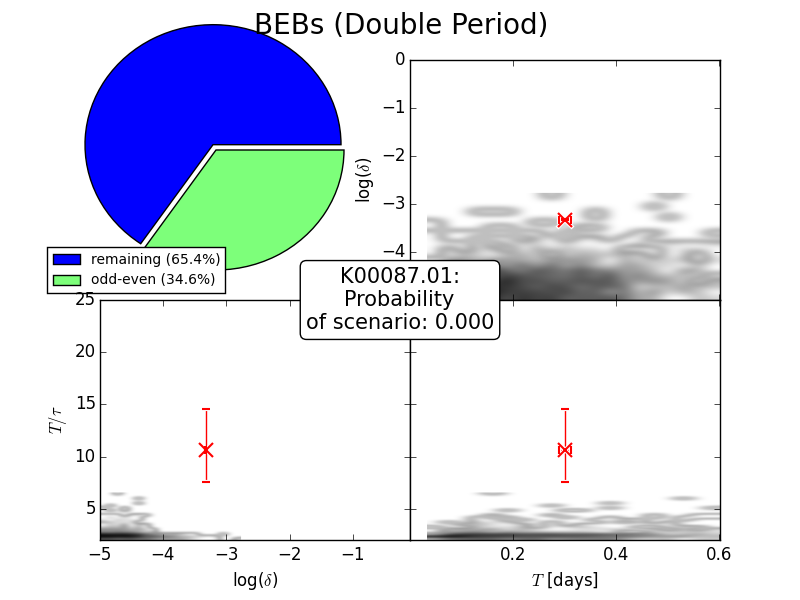 BEBs (Double Period)
remaining (65.4%)
odd-even (34.6%)
log(δ)
0
−1
−2
−3
−4
K00087.01:
Probability
of scenario: 0.000
T/τ
25
20
15
10
5
−5 −4 −3 −2 −1
log(δ)
0.2 0.4 0.6
T [days]